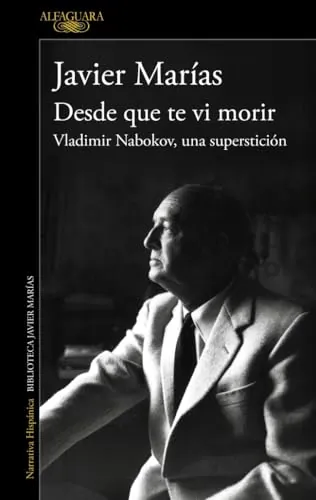 ALFAGUARA
Javier Marías
Desde que te vi morir
Vladimir Nabokov, una superstición
Narrativa Hispánica
BIBLIOTECA JAVIER MARÍAS